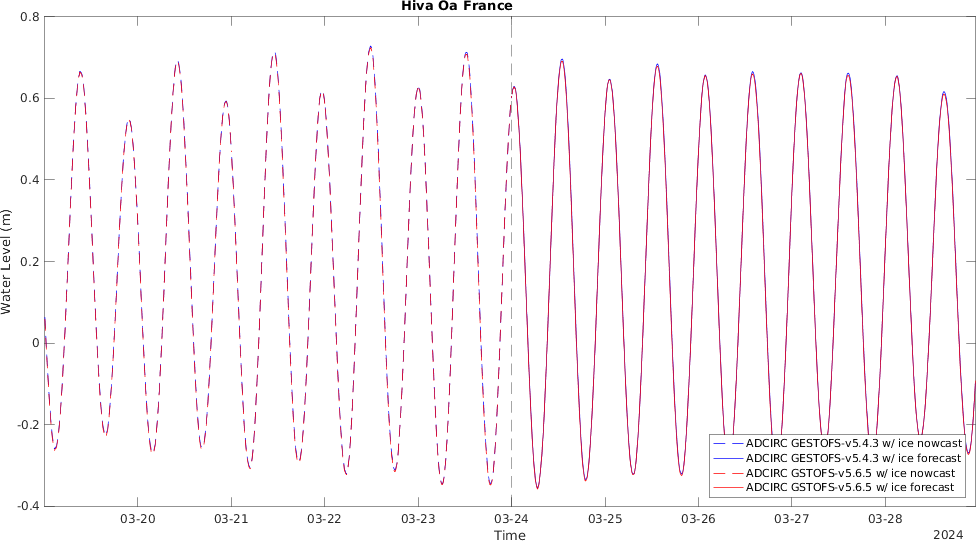 Hiva Oa France
0.8
0.6
0.4
0.2
0
-0.2
-0.4
Water Level (m)
ADCIRC GESTOFS-v5.4.3 w/ ice nowcast
ADCIRC GESTOFS-v5.4.3 w/ ice forecast
ADCIRC GSTOFS-v5.6.5 w/ ice nowcast
ADCIRC GSTOFS-v5.6.5 w/ ice forecast
03-20 03-21 03-22 03-23 03-24 03-25 03-26 03-27 03-28
Time
2024